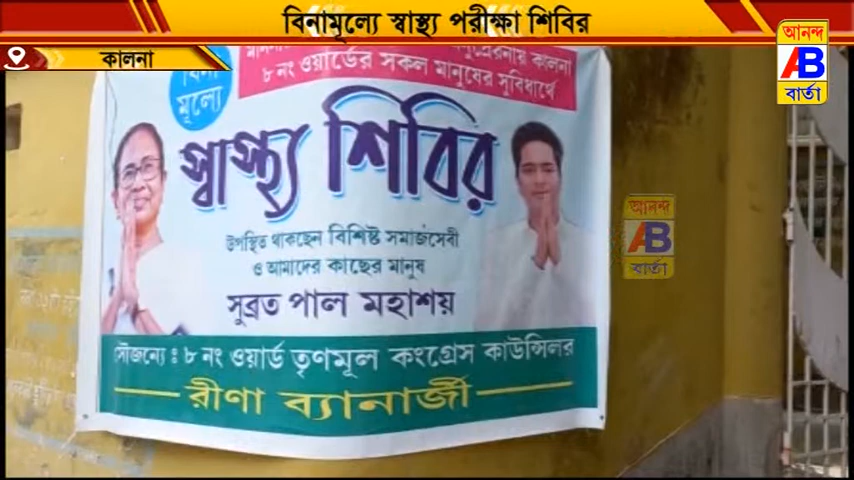 বিনামূল্যে স্বাস্থ্য পরীক্ষা শিবির
আনন্দ
AB
বার্তা
কালনা
কালনা
৮ নং ওয়ার্ডের সকল মানুষের সুবিধার্থে
মূল্যে
স্বাস্থ্য শিবির
উপস্থিত থাকছেন বিশিষ্ট সমাজসেবী
ও আমাদের কাছের মানুষ
সুব্রত পাল মহাশয়
সৌজন্যে : ৮ নং ওয়ার্ড তৃণমূল কংগ্রেস কাউন্সিলর
রীণা ব্যানার্জী
আনন্দ
AB
বার্তা